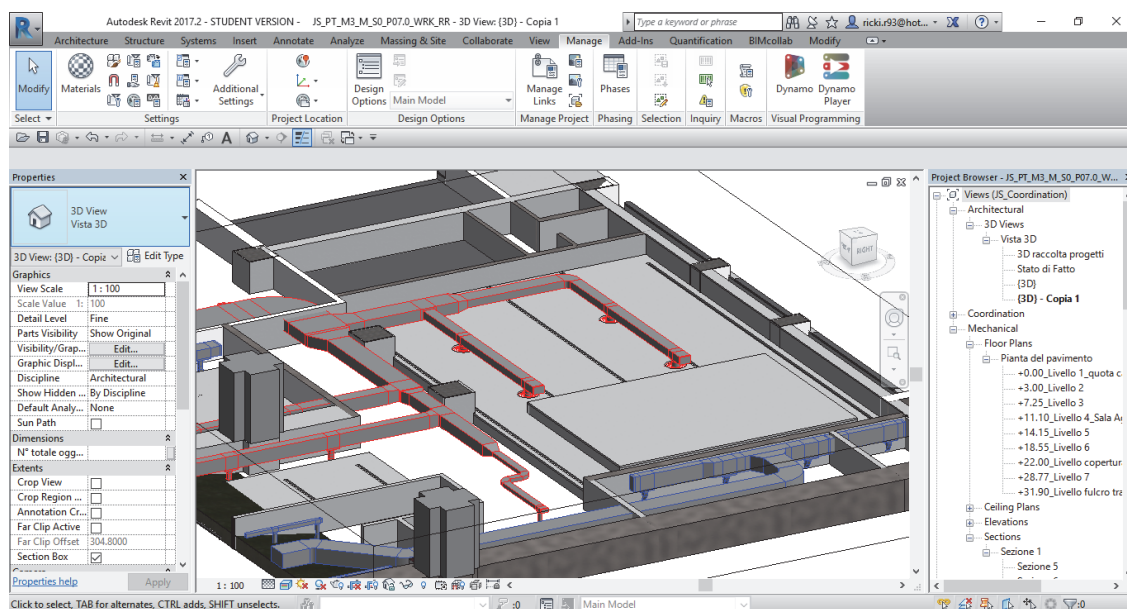 Autodesk Revit 2017.2 - STUDENT VERSION - JS_PT_M3_M_S0_P07.0_WRK_RR - 3D View: {3D} - Copia 1
Type a keyword or phrase
ricki.r93@hot...
Architecture Structure Systems Insert Annotate Analyze Massing & Site Collaborate View Manage Add-Ins Quantification BIMcollab Modify
Modify
Materials
Additional
Settings
Design
Options
Main Model
Manage
Links
Phases
Dynamo
Dynamo
Player
Select
Settings
Project Location
Design Options
Manage Project
Phasing
Selection
Inquiry
Macros
Visual Programming
Properties
3D View
Vista 3D
3D View: {3D} - Copiz
Edit Type
Graphics
View Scale 1 : 100
Scale Value 1: 100
Detail Level Fine
Parts Visibility Show Original
Visibility/Grap... Edit...
Graphic Displ... Edit...
Discipline Architectural
Show Hidden ... By Discipline
Default Analy... None
Sun Path
Dimensions
N° totale ogg...
Extents
Crop View
Crop Region ...
Annotation Cr...
Far Clip Active
Far Clip Offset 304.8000
Section Box
Properties help
Apply
RIGHT
1 : 100
Project Browser - JS_PT_M3_M_S0_P07.0_W...
Views (JS_Coordination)
Architectural
3D Views
Vista 3D
3D raccolta progetti
Stato di Fatto
{3D}
{3D} - Copia 1
Coordination
Mechanical
Floor Plans
Pianta del pavimento
+0.00_Livello 1_quota c
+3.00_Livello 2
+7.25_Livello 3
+11.10_Livello 4_Sala A
+14.15_Livello 5
+18.55_Livello 6
+22.00_Livello copertur
+28.77_Livello 7
+31.90_Livello fulcro tra
Ceiling Plans
Elevations
Sections
Sezione 1
Sezione 5
Click to select, TAB for alternates, CTRL adds, SHIFT unselects.
:0
Main Model
:0